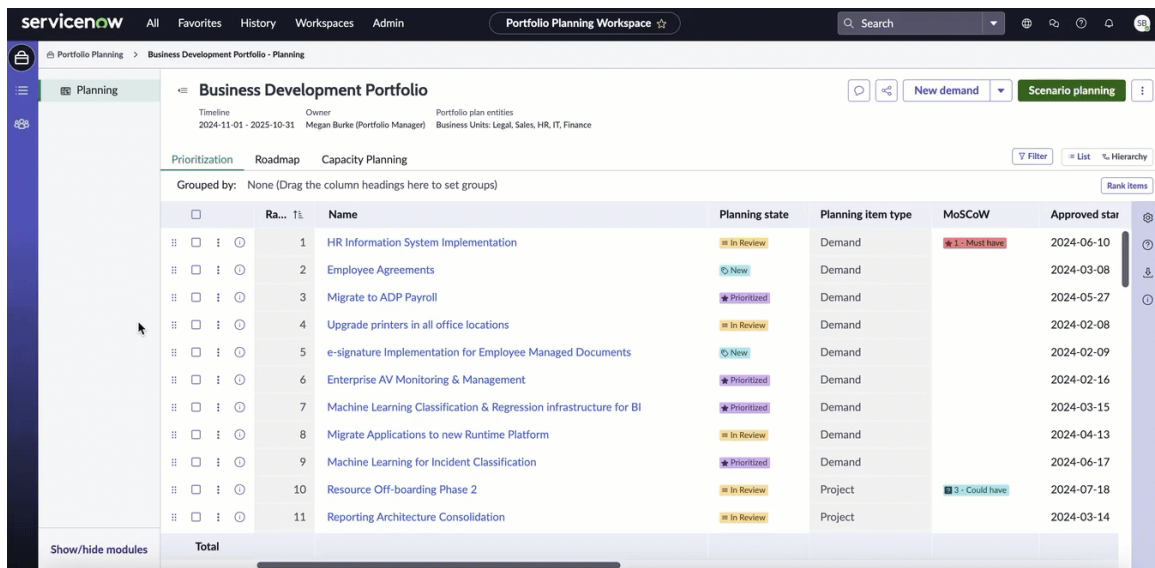 servicenow All Favorites History Workspaces Admin Portfolio Planning Workspace Search SB
Portfolio Planning > Business Development Portfolio - Planning
Planning
Business Development Portfolio
New demand Scenario planning
Timeline Owner Portfolio plan entities
2024-11-01 - 2025-10-31 Megan Burke (Portfolio Manager) Business Units: Legal, Sales, HR, IT, Finance
Prioritization Roadmap Capacity Planning Filter List Hierarchy
Grouped by: None (Drag the column headings here to set groups) Rank items
Ra... Name Planning state Planning item type MoSCoW Approved star
1 HR Information System Implementation In Review Demand 1 - Must have 2024-06-10
2 Employee Agreements New Demand 2024-03-08
3 Migrate to ADP Payroll Prioritized Demand 2024-05-27
4 Upgrade printers in all office locations In Review Demand 2024-02-08
5 e-signature Implementation for Employee Managed Documents New Demand 2024-02-09
6 Enterprise AV Monitoring & Management Prioritized Demand 2024-02-16
7 Machine Learning Classification & Regression infrastructure for BI Prioritized Demand 2024-03-15
8 Migrate Applications to new Runtime Platform In Review Demand 2024-04-13
9 Machine Learning for Incident Classification Prioritized Demand 2024-06-17
10 Resource Off-boarding Phase 2 In Review Project 3 - Could have 2024-07-18
11 Reporting Architecture Consolidation In Review Project 2024-03-14
Show/hide modules Total